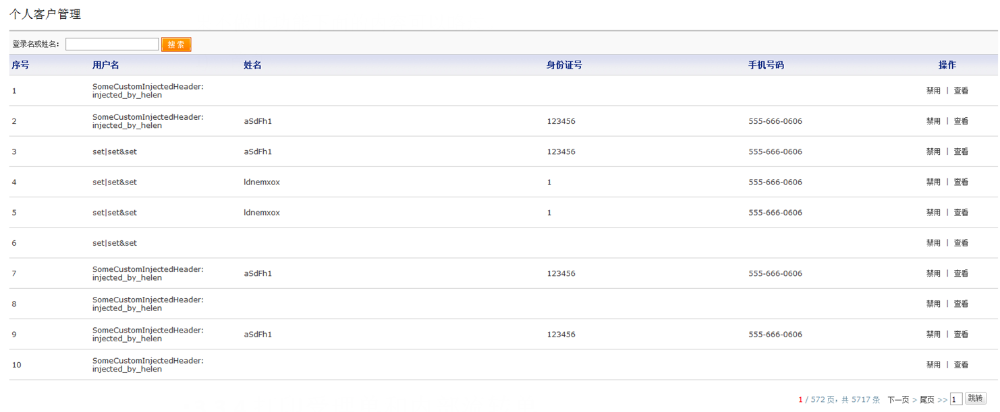 个人客户管理
登录名或姓名： 搜 索
序号 用户名 姓名 身份证号 手机号码 操作
1 SomeCustomInjectedHeader: 禁用 | 查看
injected_by_helen
2 SomeCustomInjectedHeader: aSdFh1 123456 555-666-0606 禁用 | 查看
injected_by_helen
3 set|set&set aSdFh1 123456 555-666-0606 禁用 | 查看
4 set|set&set ldnemxox 1 555-666-0606 禁用 | 查看
5 set|set&set ldnemxox 1 555-666-0606 禁用 | 查看
6 set|set&set 禁用 | 查看
7 SomeCustomInjectedHeader: aSdFh1 123456 555-666-0606 禁用 | 查看
injected_by_helen
8 SomeCustomInjectedHeader: 禁用 | 查看
injected_by_helen
9 SomeCustomInjectedHeader: aSdFh1 123456 555-666-0606 禁用 | 查看
injected_by_helen
10 SomeCustomInjectedHeader: 禁用 | 查看
injected_by_helen
1 / 572 页，共 5717 条 下一页 > 尾页 >> 1 跳转